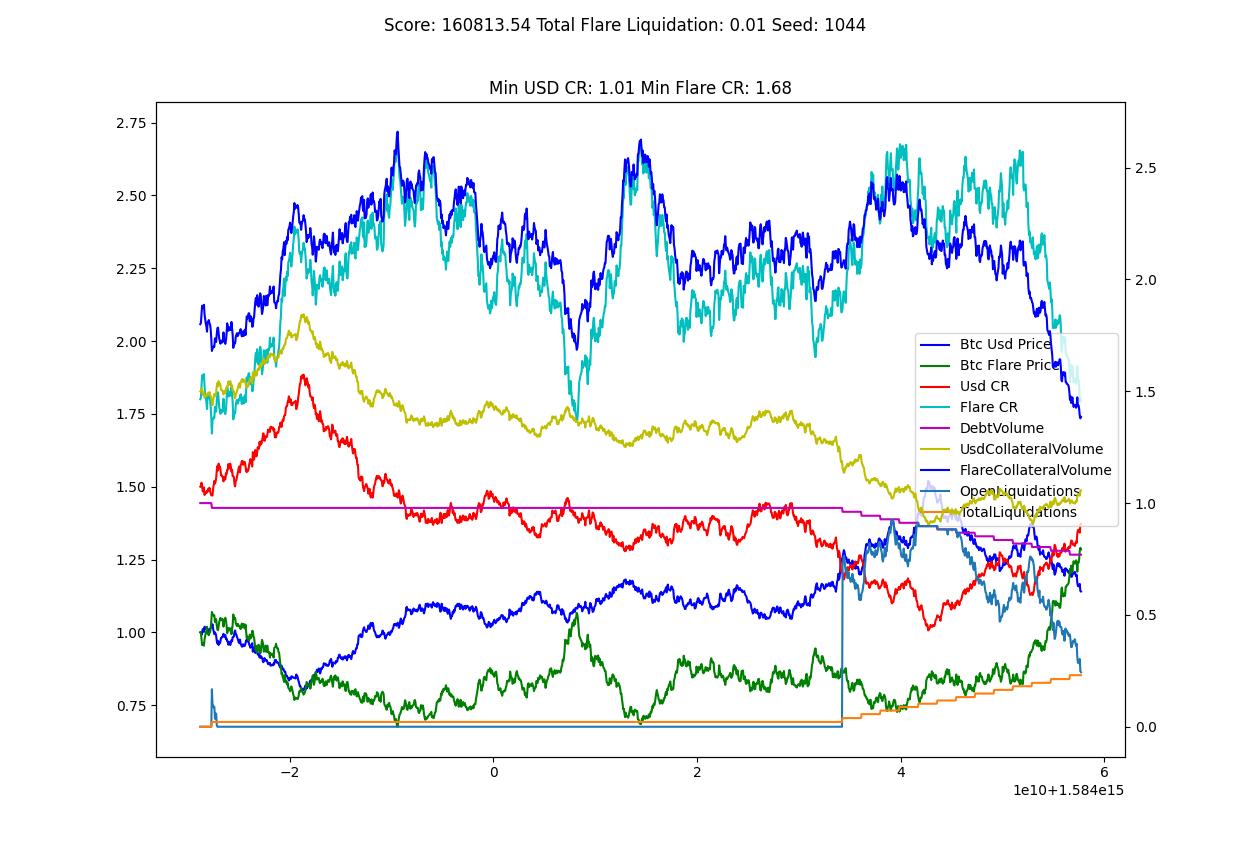 Score: 160813.54 Total Flare Liquidation: 0.01 Seed: 1044
Min USD CR: 1.01 Min Flare CR: 1.68
2.75
2.50
2.25
2.00
1.75
1.50
1.25
1.00
0.75
2.5
2.0
1.5
1.0
0.5
0.0
Btc Usd Price
Btc Flare Price
Usd CR
Flare CR
DebtVolume
UsdCollateralVolume
FlareCollateralVolume
OpenLiquidations
TotalLiquidations
−2 0 2 4 6
1e10+1.584e15